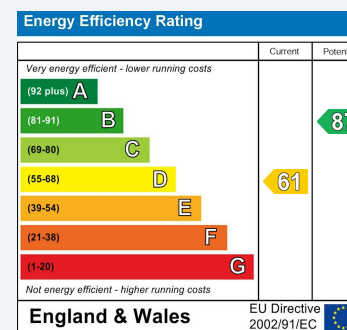 Energy Efficiency Rating
Current
Very energy efficient - lower running costs
(92 plus) A
(81-91) B
(69-80) C
(55-68) D
61
(39-54) E
(21-38) F
(1-20) G
Not energy efficient - higher running costs
England & Wales
EU Directive
2002/91/EC